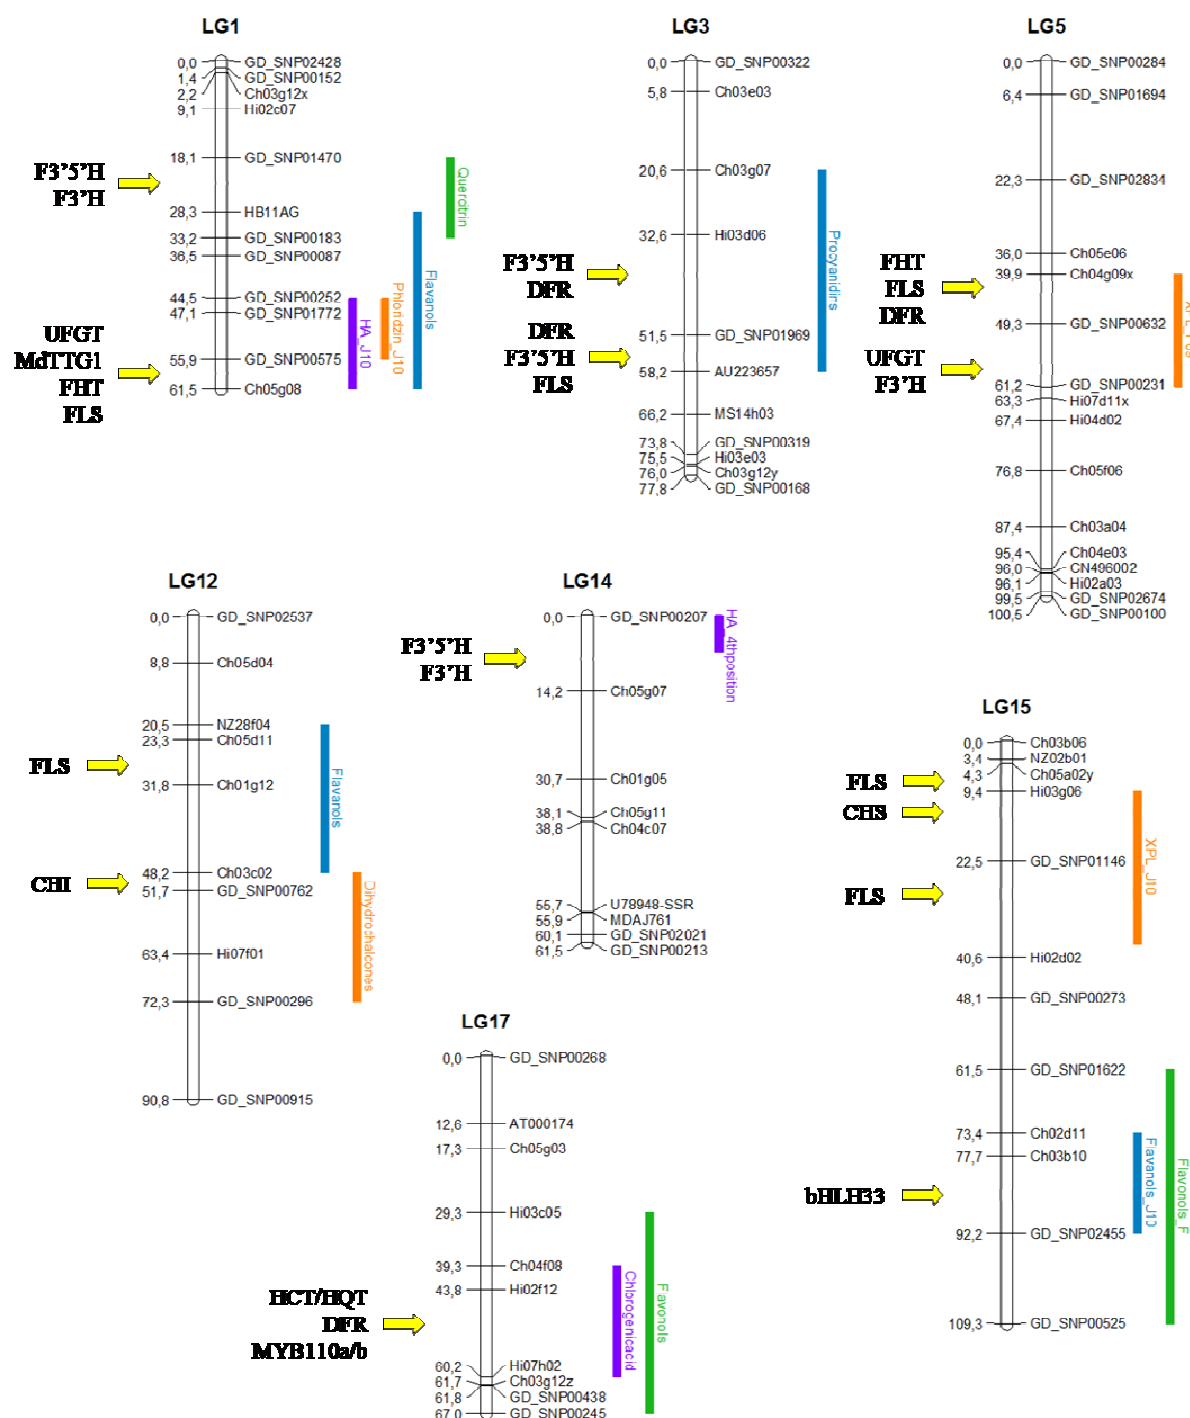 LG1
0,0 GD_SNP02428
1,4 GD_SNP00152
2,2 Ch03g12x
9,1 Hi02c07
18,1 GD_SNP01470
28,3 HB11AG
33,2 GD_SNP00183
36,5 GD_SNP00087
44,5 GD_SNP00252
47,1 GD_SNP01772
55,9 GD_SNP00575
61,5 Ch05g08
F3’5’H
F3’H
UFGT
MdTTG1
FHT
FLS
Quercitrin
Flavanols
Phloridzin_J10
HA_J10
LG3
0,0 GD_SNP00322
5,8 Ch03e03
20,6 Ch03g07
32,6 Hi03d06
51,5 GD_SNP01969
58,2 AU223657
66,2 MS14h03
73,8 GD_SNP00319
75,5 Hi03e03
76,0 Ch03g12y
77,8 GD_SNP00168
F3’5’H
DFR
DFR
F3’5’H
FLS
Procyanidins
LG5
0,0 GD_SNP00284
6,4 GD_SNP01694
22,3 GD_SNP02834
36,0 Ch05e06
39,9 Ch04g09x
49,3 GD_SNP00632
61,2 GD_SNP00231
63,3 Hi07d11x
67,4 Hi04d02
76,8 Ch05f06
87,4 Ch03a04
95,4 Ch04e03
96,0 CN496002
96,1 Hi02a03
99,5 GD_SNP02674
100,5 GD_SNP00100
FHT
FLS
DFR
UFGT
F3’H
LG12
0,0 GD_SNP02537
8,8 Ch05d04
20,5 NZ28f04
23,3 Ch05d11
31,8 Ch01g12
48,2 Ch03c02
51,7 GD_SNP00762
63,4 Hi07f01
72,3 GD_SNP00296
90,8 GD_SNP00915
FLS
CHI
Flavanols
Dihydrochalcones
LG14
0,0 GD_SNP00207
14,2 Ch05g07
30,7 Ch01g05
38,1 Ch05g11
38,8 Ch04c07
55,7 U78948-SSR
55,9 MDAJ761
60,1 GD_SNP02021
61,5 GD_SNP00213
F3’5’H
F3’H
HA_4thposition
LG15
0,0 Ch03b06
3,4 NZ02b01
4,3 Ch05a02y
9,4 Hi03g06
22,5 GD_SNP01146
40,6 Hi02d02
48,1 GD_SNP00273
61,5 GD_SNP01622
73,4 Ch02d11
77,7 Ch03b10
92,2 GD_SNP02455
109,3 GD_SNP00525
FLS
CHS
FLS
bHLH33
XPL_J10
Flavanols_J10
Flavonols_F
LG17
0,0 GD_SNP00268
12,6 AT000174
17,3 Ch05g03
29,3 Hi03c05
39,3 Ch04f08
43,8 Hi02f12
60,2 Hi07h02
61,7 Ch03g12z
61,8 GD_SNP00438
67,0 GD_SNP00245
HCT/HQT
DFR
MYB110a/b
Chlorogenicacid
Flavonols